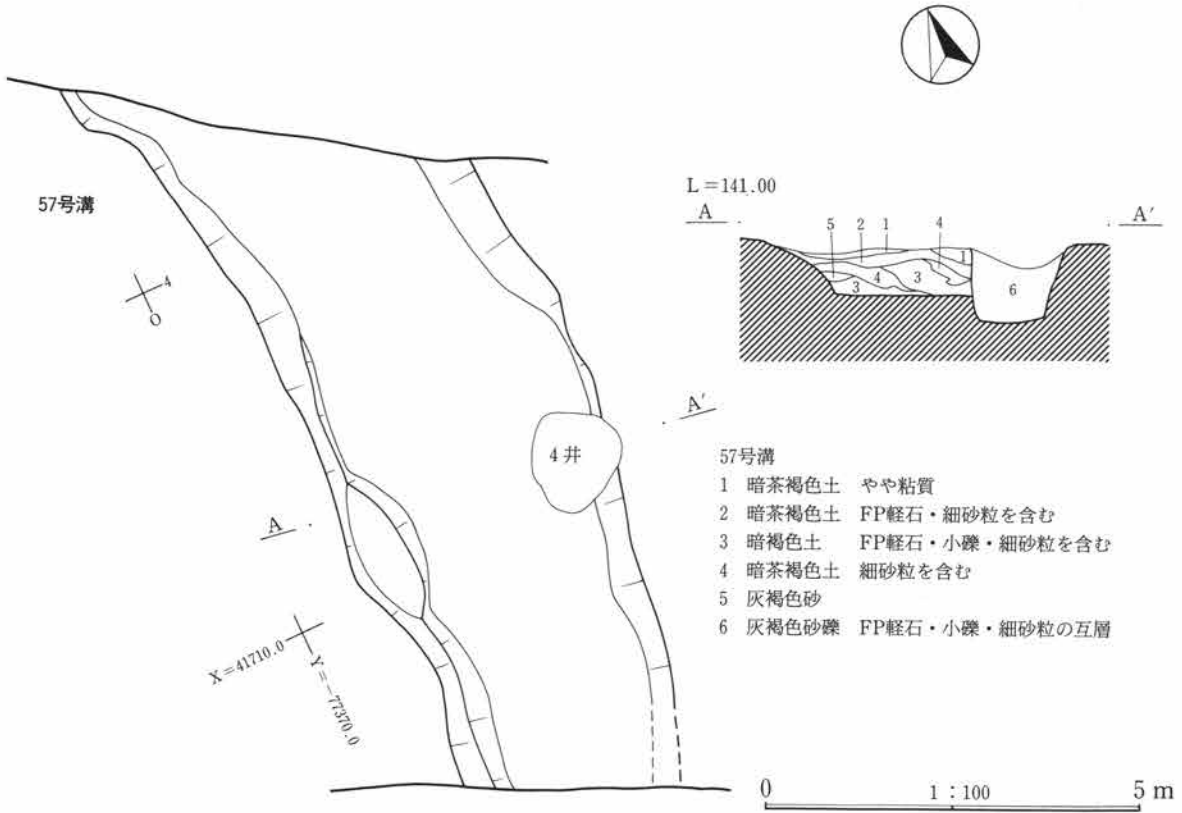 57号溝
4
O
A
A′
4井
X=41710.0
Y=-77370.0
L=141.00
A
A′
5 2 1 4
1
3 4 3 6
57号溝
1 暗茶褐色土 やや粘質
2 暗茶褐色土 FP軽石・細砂粒を含む
3 暗褐色土 FP軽石・小礫・細砂粒を含む
4 暗茶褐色土 細砂粒を含む
5 灰褐色砂
6 灰褐色砂礫 FP軽石・小礫・細砂粒の互層
0 1:100 5m